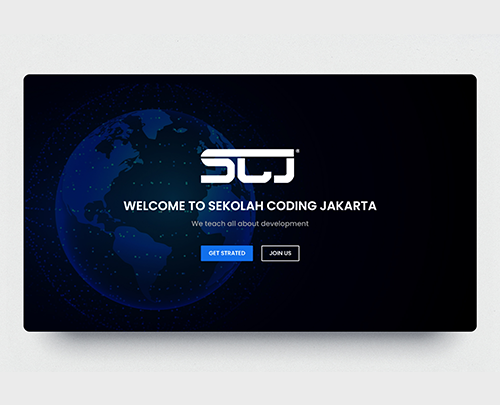 SCJ®
WELCOME TO SEKOLAH CODING JAKARTA
We teach all about development
GET STRATED
JOIN US